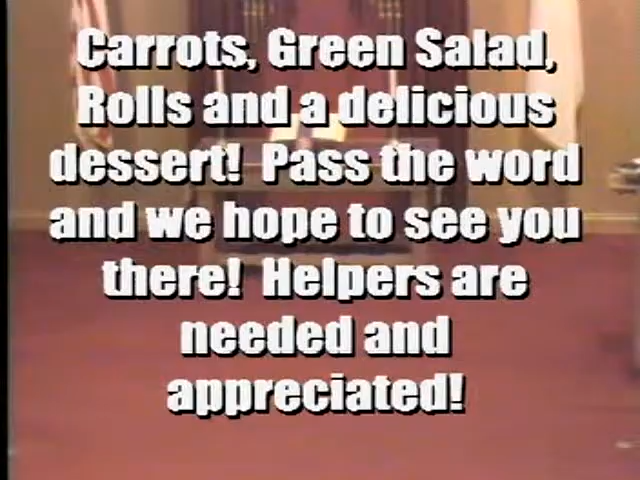 Carrots, Green Salad,
Rolls and a delicious
dessert!  Pass the word
and we hope to see you
there!  Helpers are
needed and
appreciated!